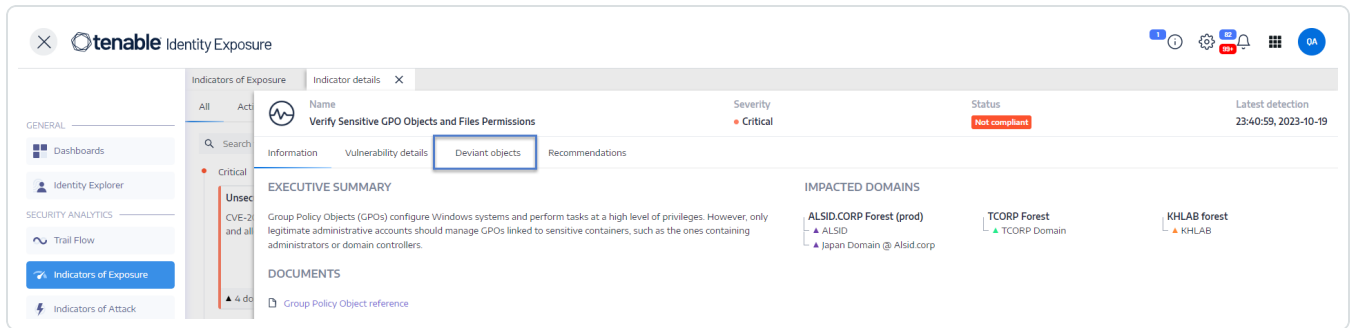 tenable Identity Exposure
1
82
99+
QA
Indicators of Exposure
Indicator details
All
Acti
Name
Verify Sensitive GPO Objects and Files Permissions
Severity
Critical
Status
Not compliant
Latest detection
23:40:59, 2023-10-19
GENERAL
Dashboards
Identity Explorer
SECURITY ANALYTICS
Trail Flow
Indicators of Exposure
Indicators of Attack
Search
Critical
Unsec
CVE-20
and all
4 do
Information
Vulnerability details
Deviant objects
Recommendations
EXECUTIVE SUMMARY
Group Policy Objects (GPOs) configure Windows systems and perform tasks at a high level of privileges. However, only
legitimate administrative accounts should manage GPOs linked to sensitive containers, such as the ones containing
administrators or domain controllers.
DOCUMENTS
Group Policy Object reference
IMPACTED DOMAINS
ALSID.CORP Forest (prod)
ALSID
Japan Domain @ Alsid.corp
TCORP Forest
TCORP Domain
KHLAB forest
KHLAB